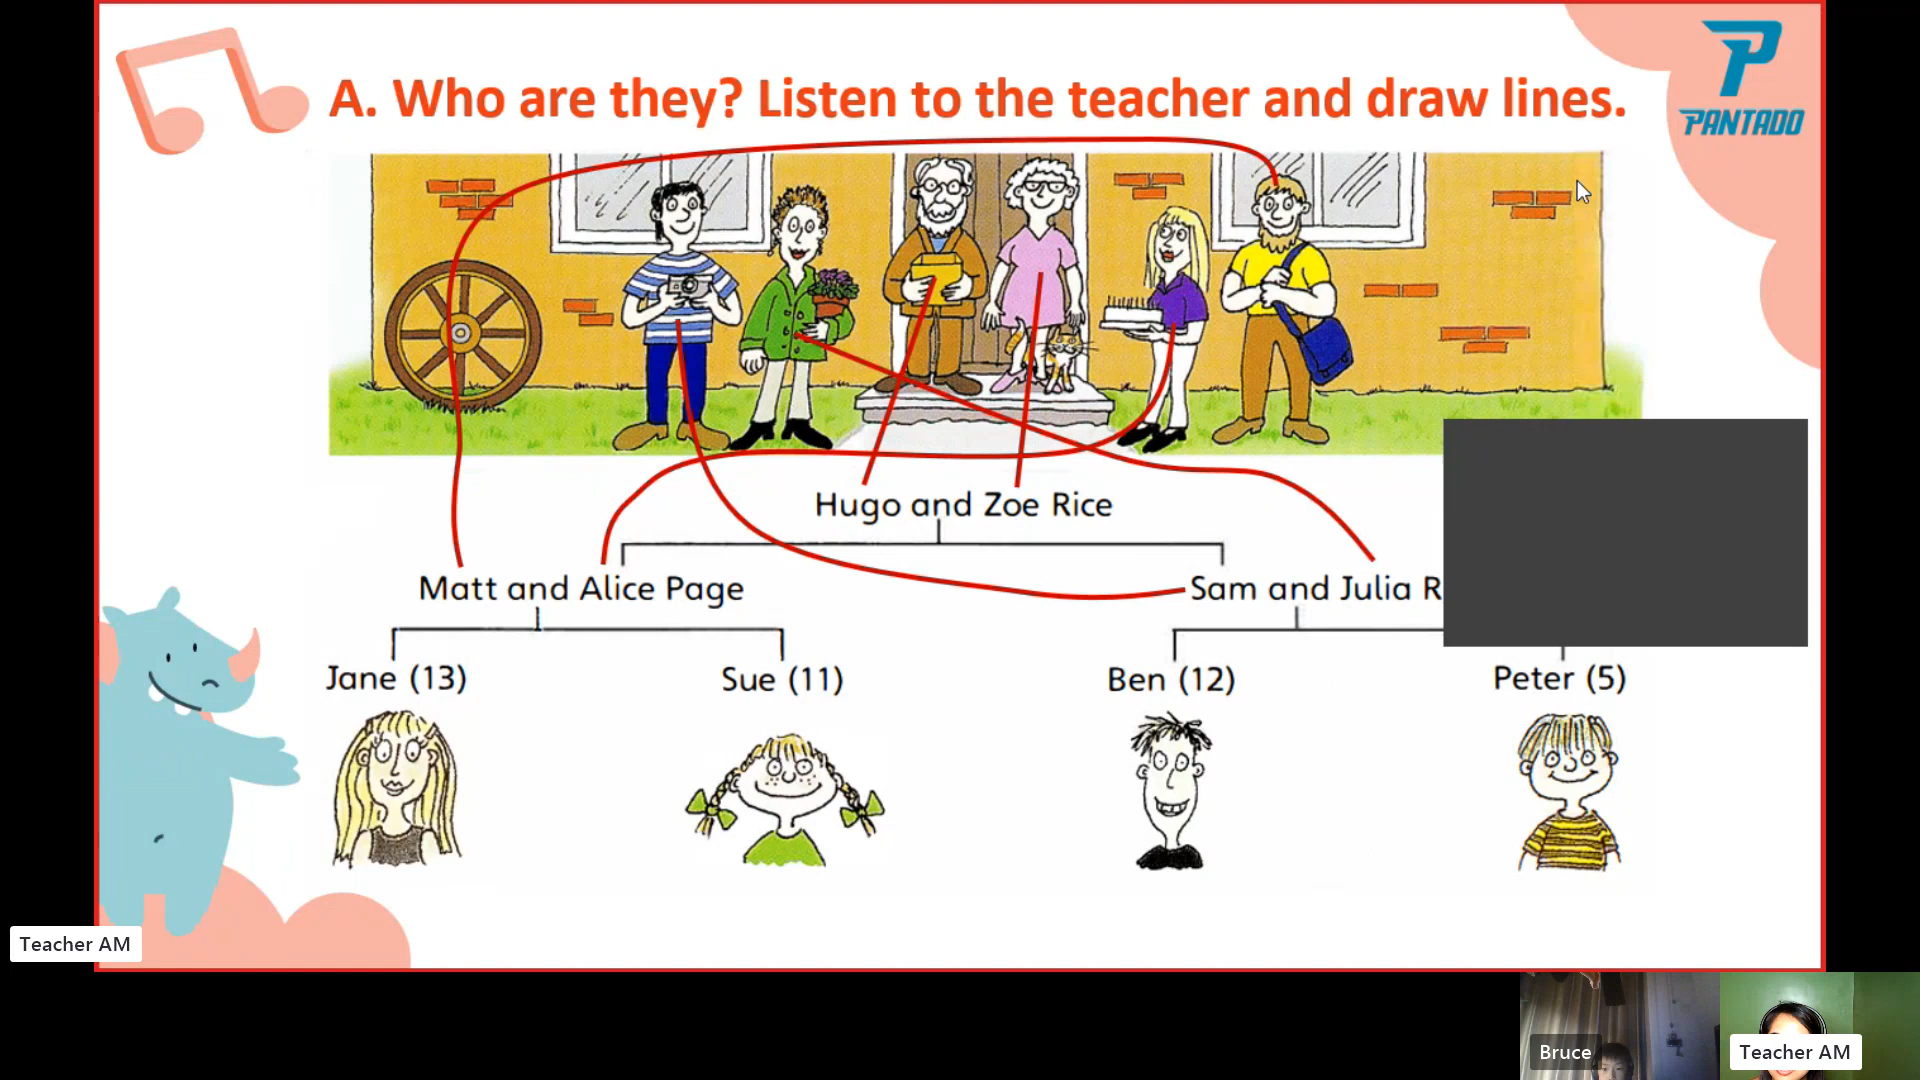 A. Who are they? Listen to the teacher and draw lines.
PANTADO
Hugo and Zoe Rice
Matt and Alice Page
Sam and Julia R
Jane (13)
Sue (11)
Ben (12)
Peter (5)
Teacher AM
Bruce
Teacher AM